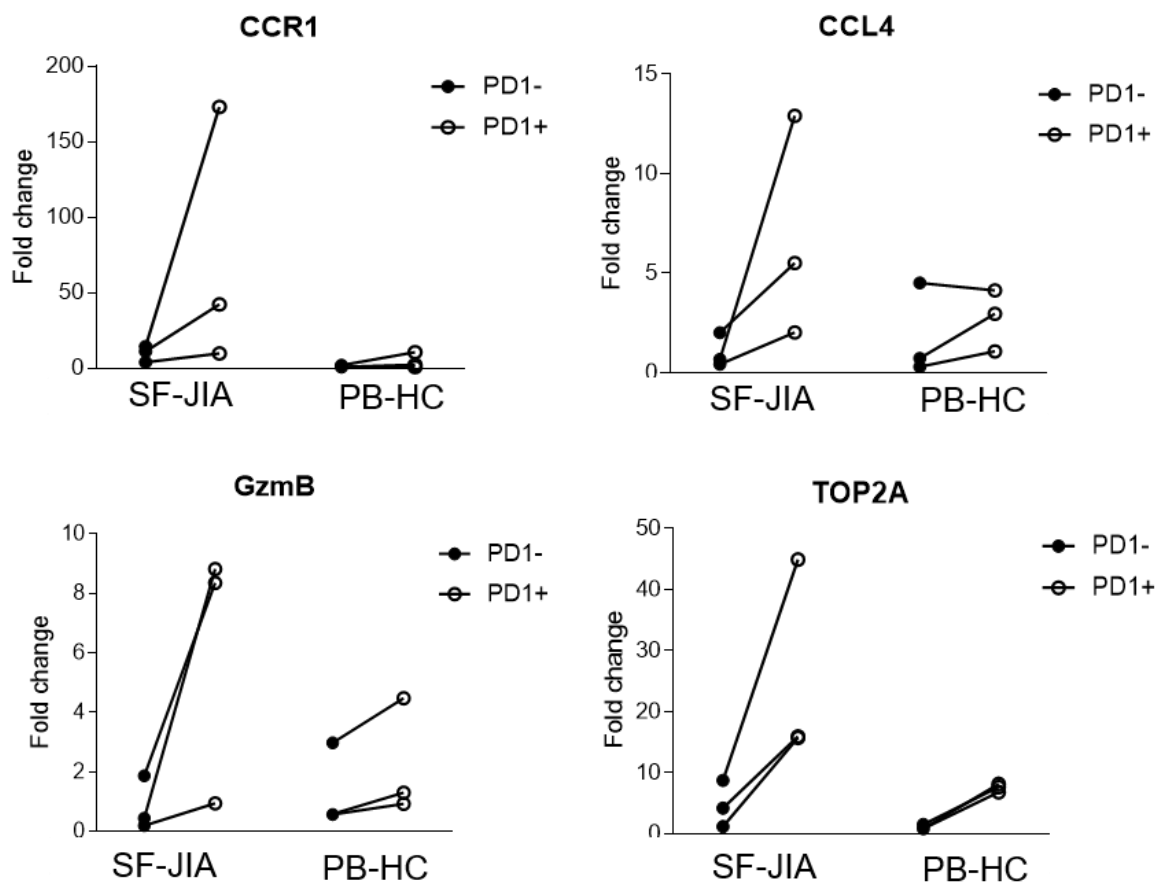 CCR1
200
150
100
50
0
Fold change
PD1-
PD1+
SF-JIA
PB-HC
CCL4
15
10
5
0
Fold change
PD1-
PD1+
SF-JIA
PB-HC
GzmB
10
8
6
4
2
0
Fold change
PD1-
PD1+
SF-JIA
PB-HC
TOP2A
50
40
30
20
10
0
Fold change
PD1-
PD1+
SF-JIA
PB-HC